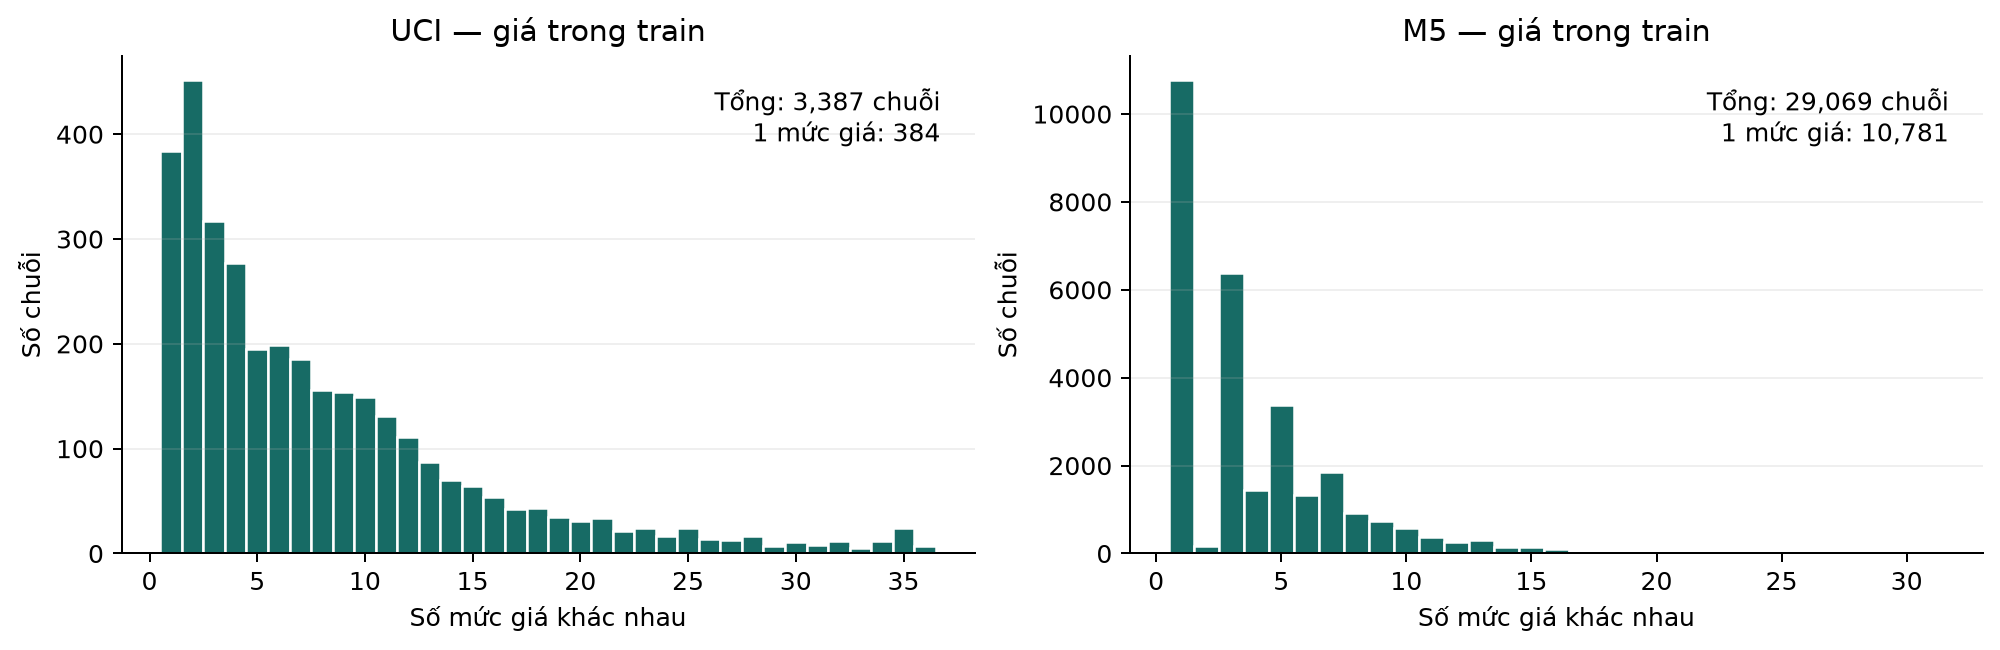 UCI — giá trong train
Tổng: 3,387 chuỗi
1 mức giá: 384
Số chuỗi
400
300
200
100
0
0 5 10 15 20 25 30 35
Số mức giá khác nhau
M5 — giá trong train
Tổng: 29,069 chuỗi
1 mức giá: 10,781
Số chuỗi
10000
8000
6000
4000
2000
0
0 5 10 15 20 25 30
Số mức giá khác nhau